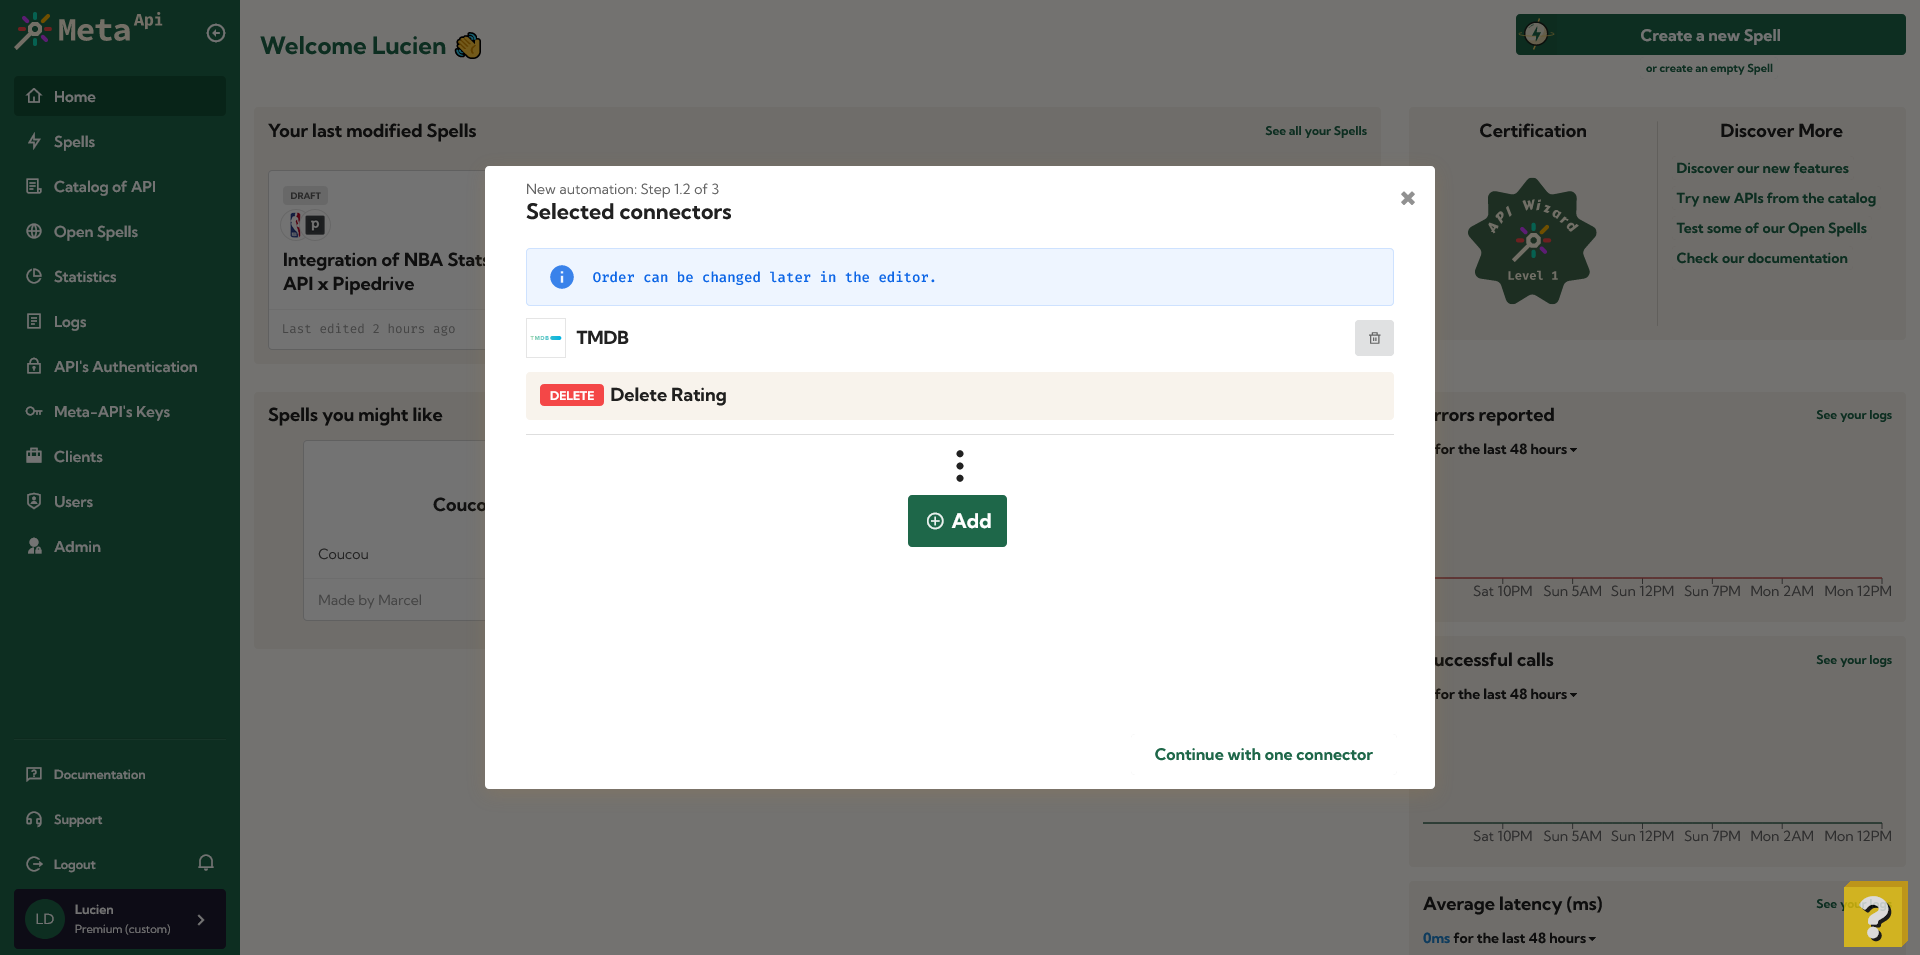 Meta Api
Home
Spells
Catalog of API
Open Spells
Statistics
Logs
API's Authentication
Meta-API's Keys
Clients
Users
Admin
Documentation
Support
Logout
LD
Lucien
Premium (custom)
Welcome Lucien
Create a new Spell
or create an empty Spell
Your last modified Spells
See all your Spells
DRAFT
p
Integration of NBA Stats
API x Pipedrive
Last edited 2 hours ago
Spells you might like
Couco
Coucou
Made by Marcel
New automation: Step 1.2 of 3
Selected connectors
Order can be changed later in the editor.
TMDB
TMDB
DELETE Delete Rating
Add
Continue with one connector
Certification
API Wizard
Level 1
Discover More
Discover our new features
Try new APIs from the catalog
Test some of our Open Spells
Check our documentation
rrors reported
See your logs
for the last 48 hours
Sat 10PM Sun 5AM Sun 12PM Sun 7PM Mon 2AM Mon 12PM
uccessful calls
See your logs
for the last 48 hours
Sat 10PM Sun 5AM Sun 12PM Sun 7PM Mon 2AM Mon 12PM
Average latency (ms)
See your logs
0ms for the last 48 hours
?